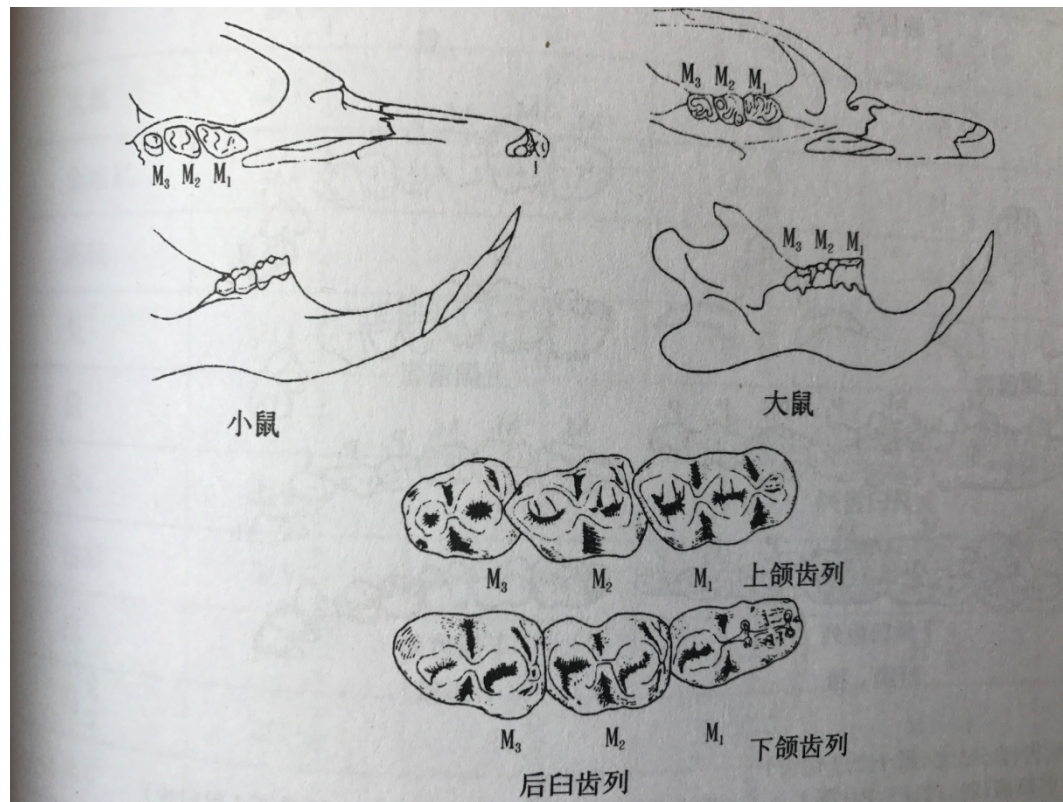 M₃ M₂ M₁
M₃ M₂ M₁
I
M₃ M₂ M₁
小鼠
大鼠
M₃ M₂ M₁ 上颌齿列
M₃ M₂ M₁ 下颌齿列
后臼齿列